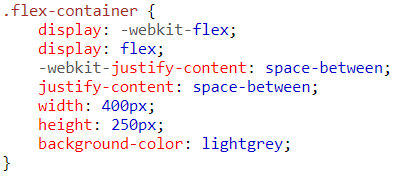 .flex-container {
    display: -webkit-flex;
    display: flex;
    -webkit-justify-content: space-between;
    justify-content: space-between;
    width: 400px;
    height: 250px;
    background-color: lightgrey;
}